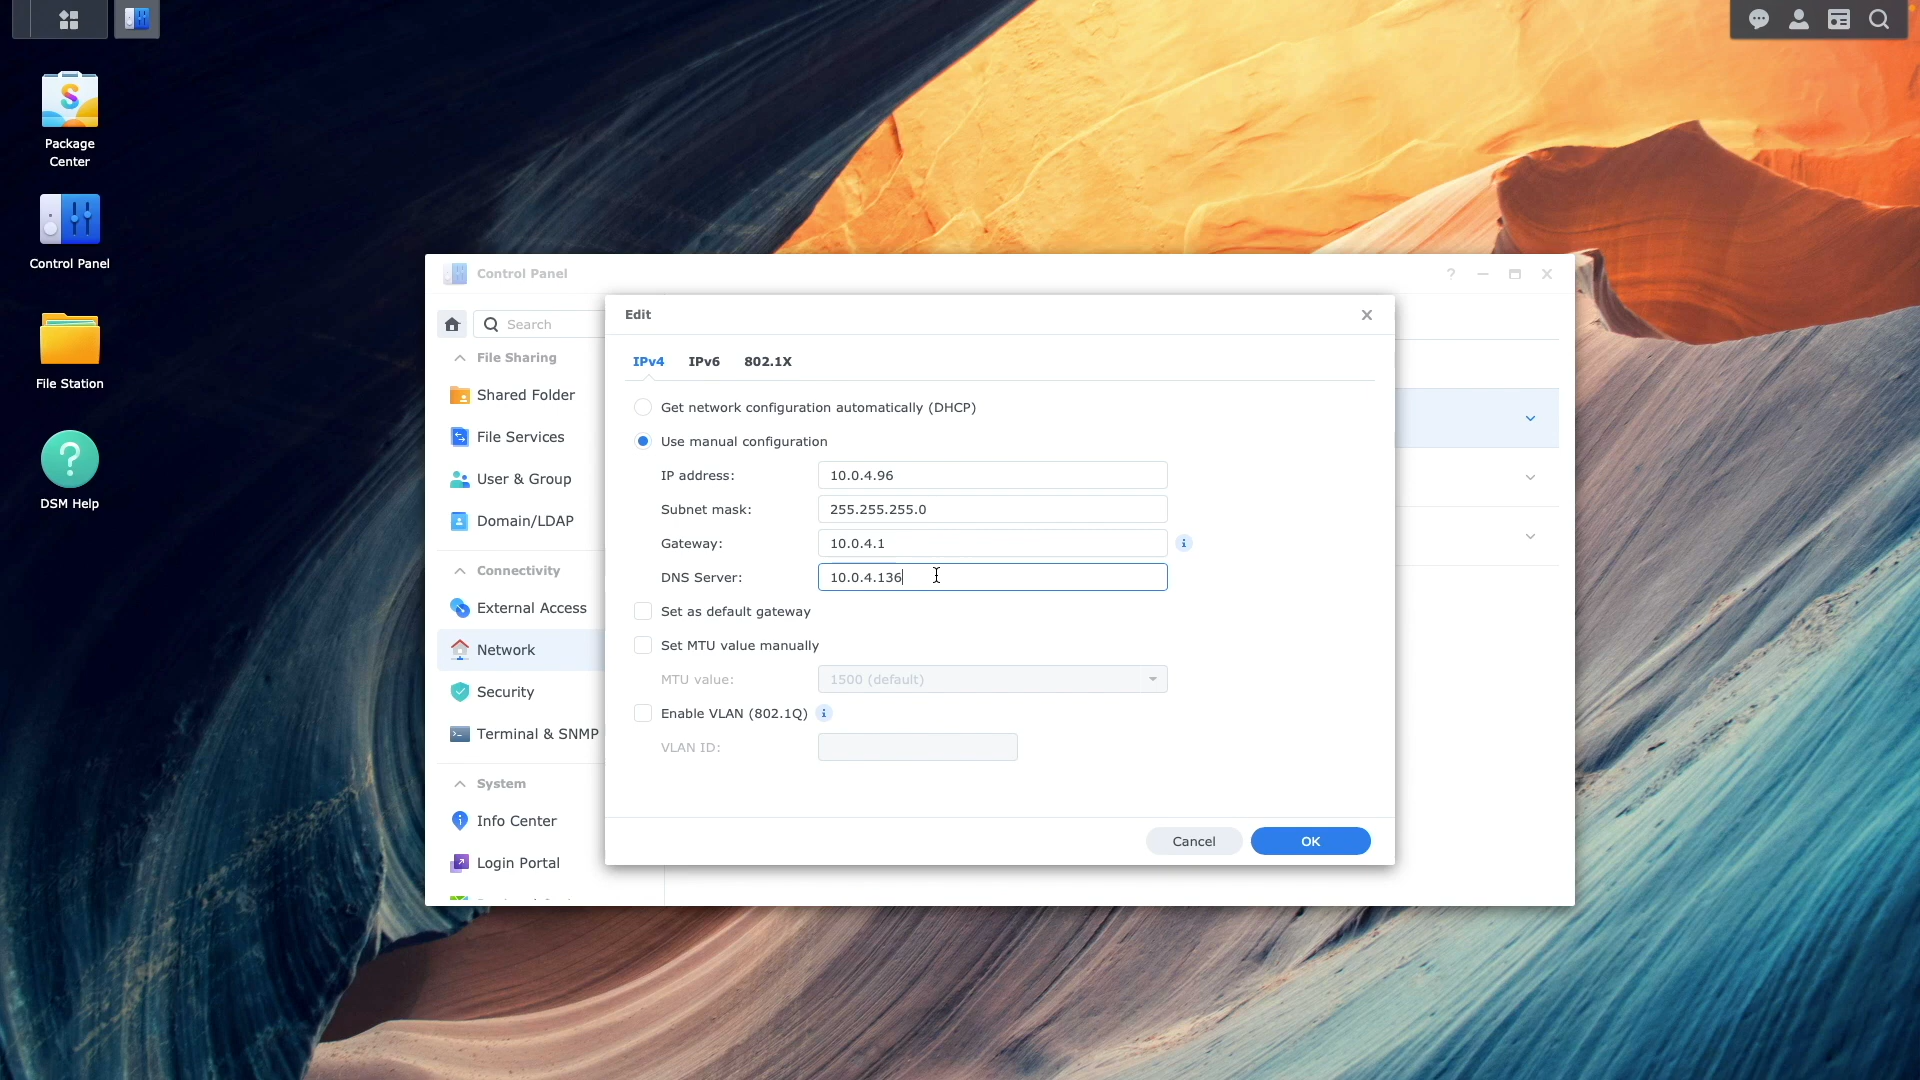 Package
Center
Control Panel
File Station
DSM Help
Control Panel
Search
File Sharing
Shared Folder
File Services
User & Group
Domain/LDAP
Connectivity
External Access
Network
Security
Terminal & SNMP
System
Info Center
Login Portal
Edit
IPv4 IPv6 802.1X
Get network configuration automatically (DHCP)
Use manual configuration
IP address: 10.0.4.96
Subnet mask: 255.255.255.0
Gateway: 10.0.4.1
DNS Server: 10.0.4.136
Set as default gateway
Set MTU value manually
MTU value: 1500 (default)
Enable VLAN (802.1Q)
VLAN ID:
Cancel OK